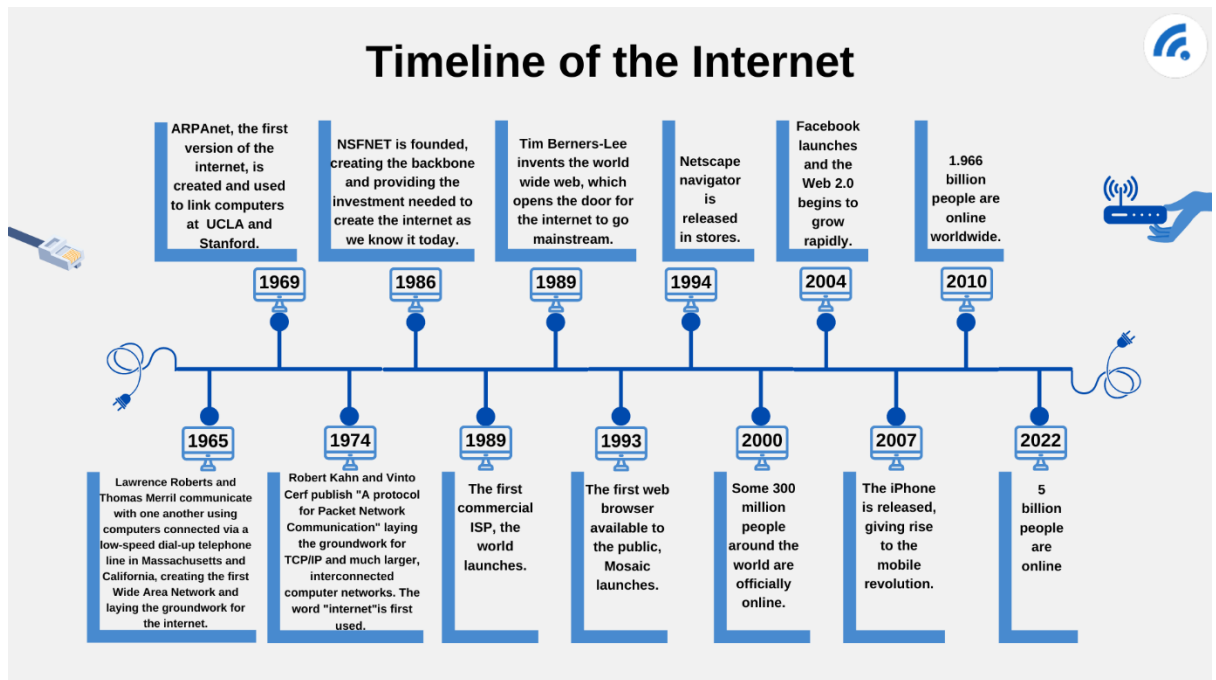 Timeline of the Internet
ARPAnet, the first
version of the
internet, is
created and used
to link computers
at UCLA and
Stanford.
1969
NSFNET is founded,
creating the backbone
and providing the
investment needed to
create the internet as
we know it today.
1986
Tim Berners-Lee
invents the world
wide web, which
opens the door for
the internet to go
mainstream.
1989
Netscape
navigator
is
released
in stores.
1994
Facebook
launches
and the
Web 2.0
begins to
grow
rapidly.
2004
1.966
billion
people are
online
worldwide.
2010
1965
Lawrence Roberts and
Thomas Merril communicate
with one another using
computers connected via a
low-speed dial-up telephone
line in Massachusetts and
California, creating the first
Wide Area Network and
laying the groundwork for
the internet.
1974
Robert Kahn and Vinto
Cerf publish "A protocol
for Packet Network
Communication" laying
the groundwork for
TCP/IP and much larger,
interconnected
computer networks. The
word "internet"is first
used.
1989
The first
commercial
ISP, the
world
launches.
1993
The first web
browser
available to
the public,
Mosaic
launches.
2000
Some 300
million
people
around the
world are
officially
online.
2007
The iPhone
is released,
giving rise
to the
mobile
revolution.
2022
5
billion
people
are
online